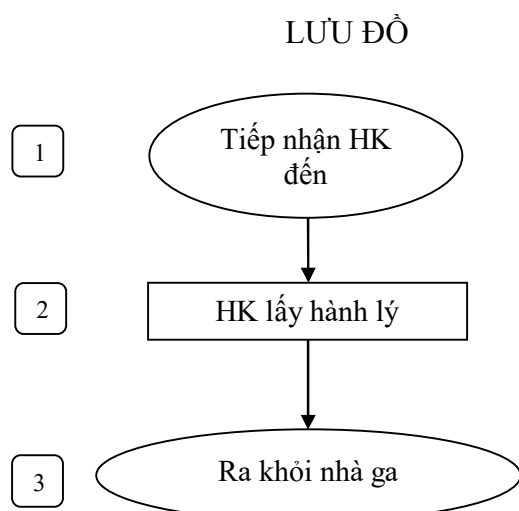 LƯU ĐỒ
1
Tiếp nhận HK
đến
2
HK lấy hành lý
3
Ra khỏi nhà ga